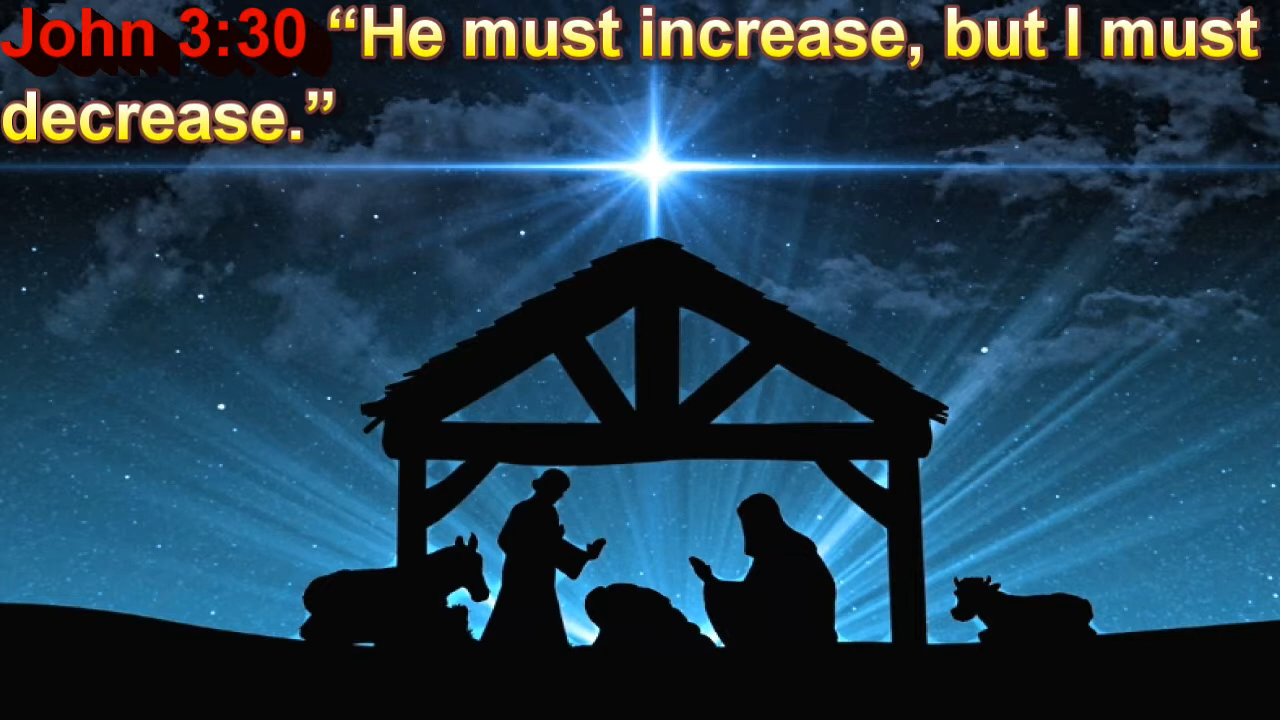 John 3:30 “He must increase, but I must
decrease.”